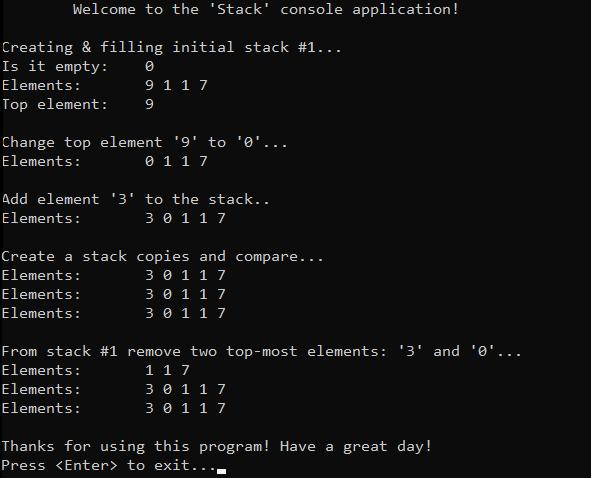 Welcome to the 'Stack' console application!
Creating & filling initial stack #1...
Is it empty: 0
Elements: 9 1 1 7
Top element: 9
Change top element '9' to '0'...
Elements: 0 1 1 7
Add element '3' to the stack..
Elements: 3 0 1 1 7
Create a stack copies and compare...
Elements: 3 0 1 1 7
Elements: 3 0 1 1 7
Elements: 3 0 1 1 7
From stack #1 remove two top-most elements: '3' and '0'...
Elements: 1 1 7
Elements: 3 0 1 1 7
Elements: 3 0 1 1 7
Thanks for using this program! Have a great day!
Press <Enter> to exit...